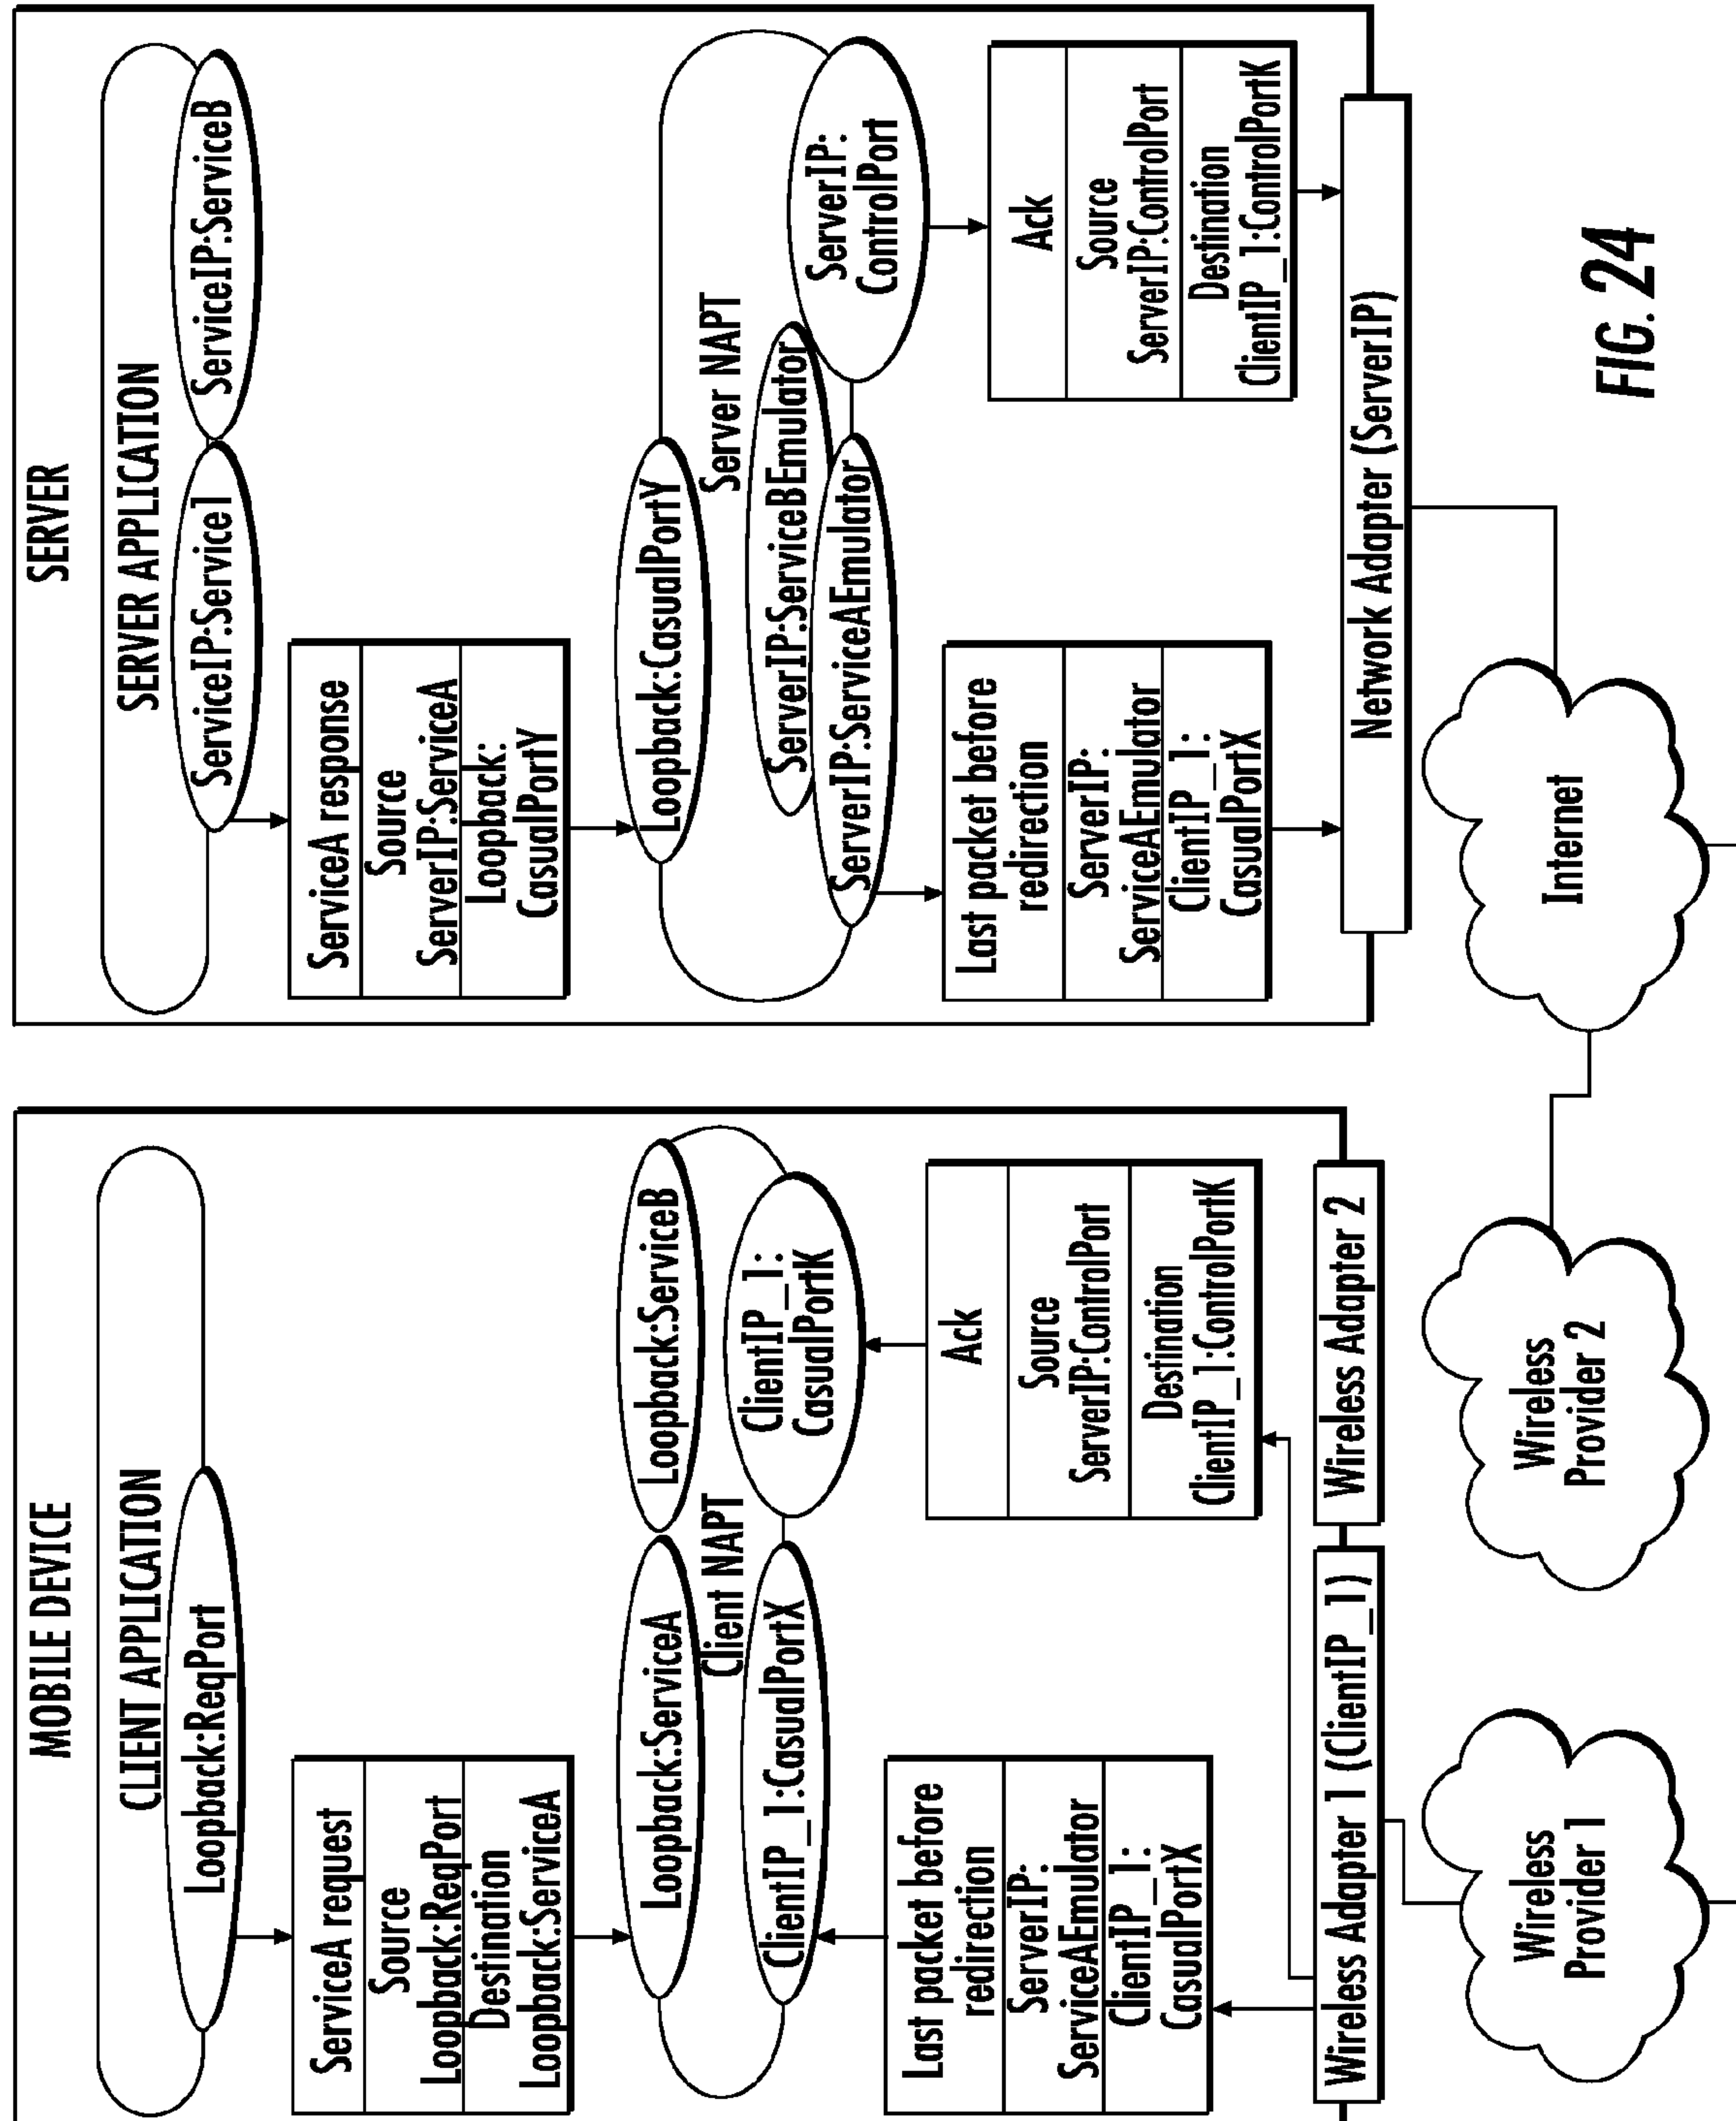 MOBILE DEVICE
CLIENT APPLICATION
Loopback:ReqPort
ServiceA request
Source
Loopback:ReqPort
Destination
Loopback:ServiceA
Loopback:ServiceA
Loopback:ServiceB
Client NAPT
ClientIP_1:CasualPortX
ClientIP_1:
CasualPortK
Last packet before
redirection
ServerIP:
ServiceAEmulator
ClientIP_1:
CasualPortX
Ack
Source
ServerIP:ControlPort
Destination
ClientIP_1:ControlPortK
Wireless Adapter 1 (ClientIP_1)
Wireless Adapter 2
Wireless
Provider 1
Wireless
Provider 2
SERVER
SERVER APPLICATION
ServiceIP:Service1
ServiceIP:ServiceB
ServiceA response
Source
ServerIP:ServiceA
Loopback:
CasualPortY
Loopback:CasualPortY
Server NAPT
ServerIP:ServiceBEmulator
ServerIP:ServiceAEmulator
ServerIP:
ControlPort
Last packet before
redirection
ServerIP:
ServiceAEmulator
ClientIP_1:
CasualPortX
Ack
Source
ServerIP:ControlPort
Destination
ClientIP_1:ControlPortK
Network Adapter (ServerIP)
Internet
FIG. 24